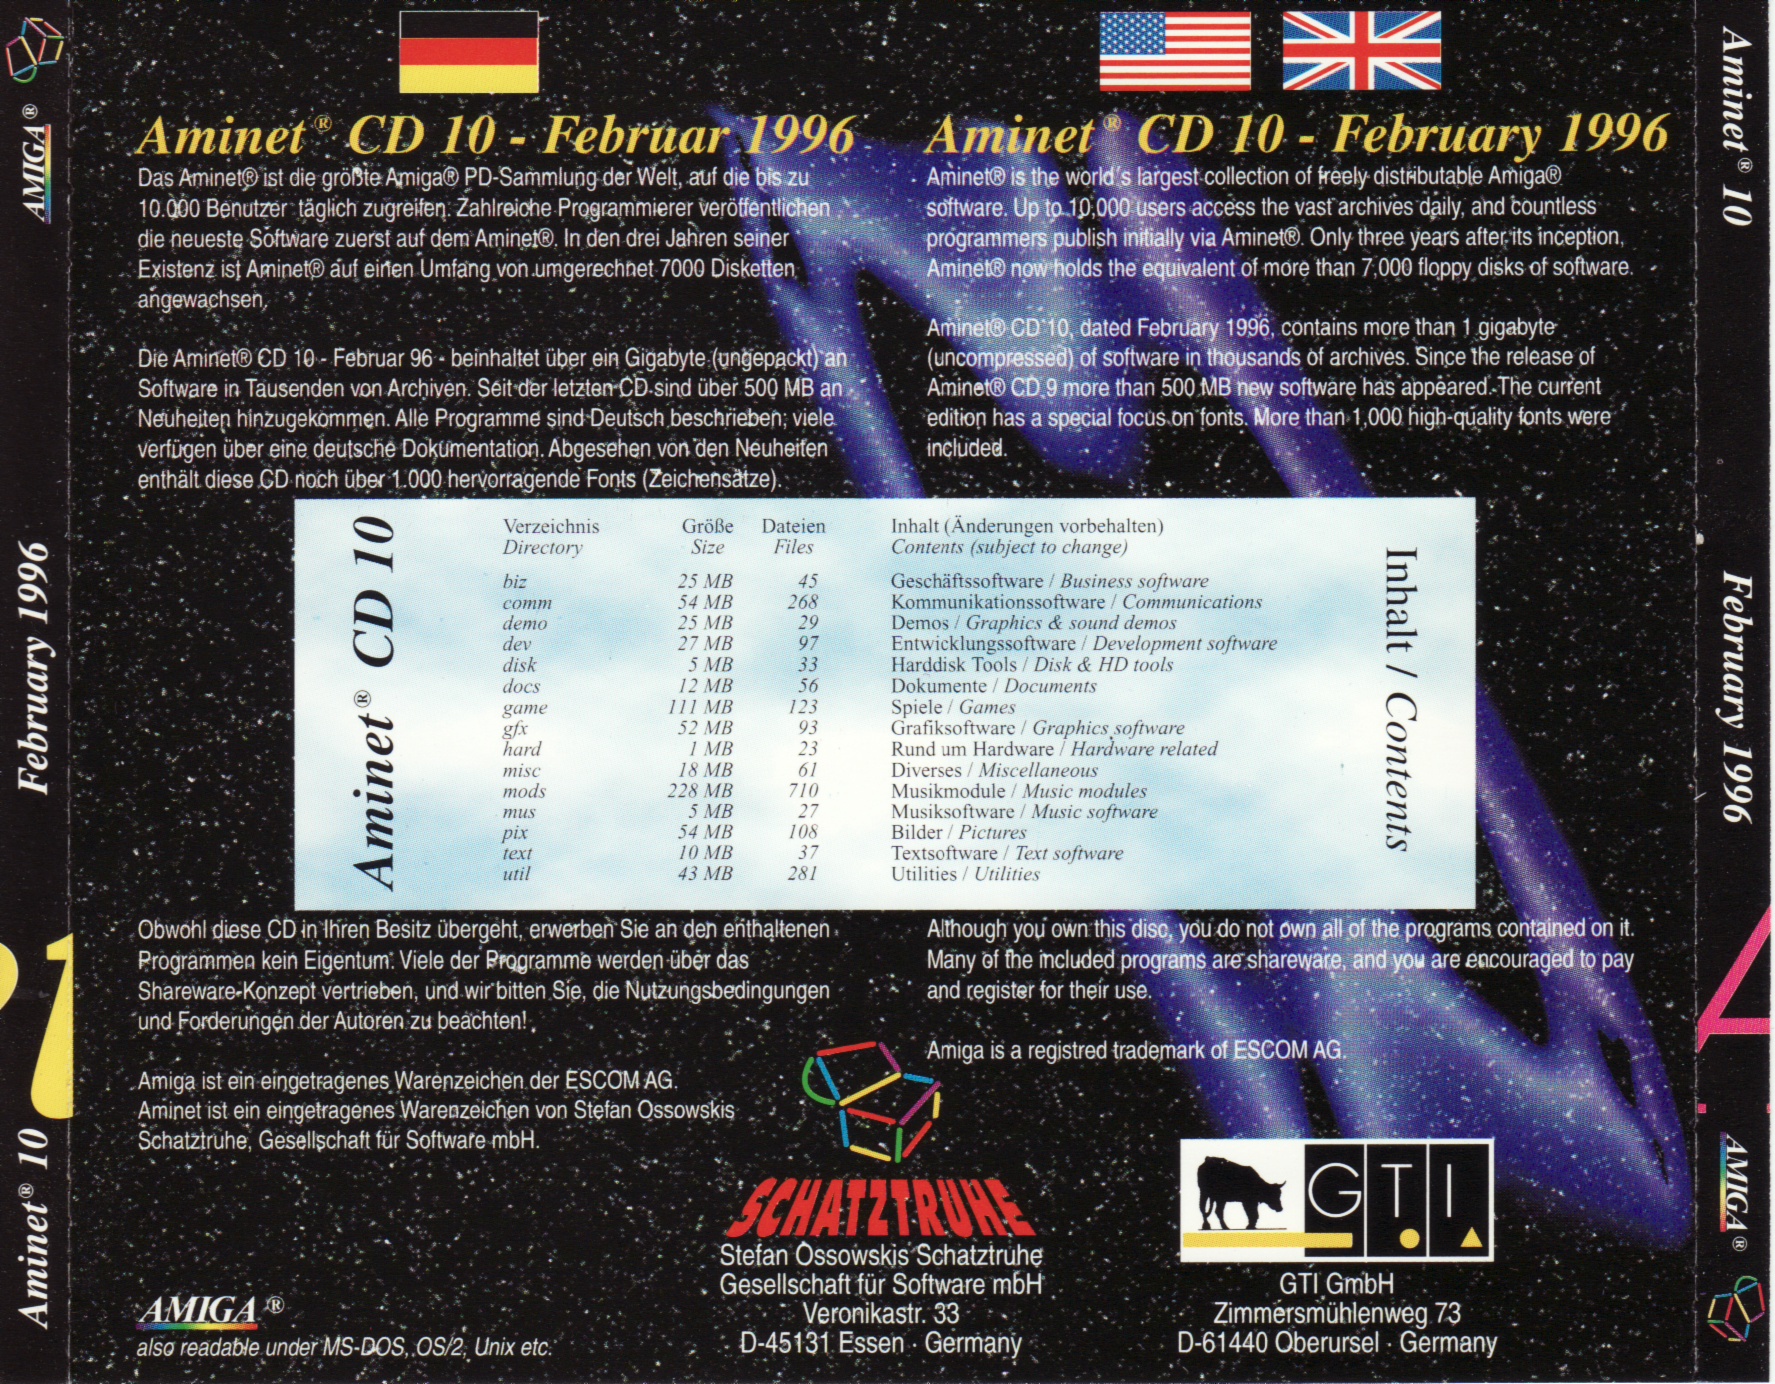 Aminet® CD 10 - Februar 1996
Das Aminet® ist die größte Amiga® PD-Sammlung der Welt, auf die bis zu
10.000 Benutzer täglich zugreifen. Zahlreiche Programmierer veröffentlichen
die neueste Software zuerst auf dem Aminet®. In den drei Jahren seiner
Existenz ist Aminet® auf einen Umfang von umgerechnet 7000 Disketten
angewachsen.
Die Aminet® CD 10 - Februar 96 - beinhaltet über ein Gigabyte (ungepackt) an
Software in Tausenden von Archiven. Seit der letzten CD sind über 500 MB an
Neuheiten hinzugekommen. Alle Programme sind Deutsch beschrieben; viele
verfügen über eine deutsche Dokumentation. Abgesehen von den Neuheiten
enthält diese CD noch über 1.000 hervorragende Fonts (Zeichensätze).
Aminet® CD 10 - February 1996
Aminet® is the world's largest collection of freely distributable Amiga®
software. Up to 10,000 users access the vast archives daily, and countless
programmers publish initially via Aminet®. Only three years after its inception,
Aminet® now holds the equivalent of more than 7,000 floppy disks of software.
Aminet® CD 10, dated February 1996, contains more than 1 gigabyte
(uncompressed) of software in thousands of archives. Since the release of
Aminet® CD 9 more than 500 MB new software has appeared. The current
edition has a special focus on fonts. More than 1,000 high-quality fonts were
included.
Aminet® CD 10
Verzeichnis Größe Dateien Inhalt (Änderungen vorbehalten)
Directory Size Files Contents (subject to change)
biz 25 MB 45 Geschäftssoftware / Business software
comm 54 MB 268 Kommunikationssoftware / Communications
demo 25 MB 29 Demos / Graphics & sound demos
dev 27 MB 97 Entwicklungssoftware / Development software
disk 5 MB 33 Harddisk Tools / Disk & HD tools
docs 12 MB 56 Dokumente / Documents
game 111 MB 123 Spiele / Games
gfx 52 MB 93 Grafiksoftware / Graphics software
hard 1 MB 23 Rund um Hardware / Hardware related
misc 18 MB 61 Diverses / Miscellaneous
mods 228 MB 710 Musikmodule / Music modules
mus 5 MB 27 Musiksoftware / Music software
pix 54 MB 108 Bilder / Pictures
text 10 MB 37 Textsoftware / Text software
util 43 MB 281 Utilities / Utilities
Inhalt / Contents
Obwohl diese CD in Ihren Besitz übergeht, erwerben Sie an den enthaltenen
Programmen kein Eigentum. Viele der Programme werden über das
Shareware-Konzept vertrieben, und wir bitten Sie, die Nutzungsbedingungen
und Forderungen der Autoren zu beachten!
Amiga ist ein eingetragenes Warenzeichen der ESCOM AG.
Aminet ist ein eingetragenes Warenzeichen von Stefan Ossowskis
Schatztruhe, Gesellschaft für Software mbH.
Although you own this disc, you do not own all of the programs contained on it.
Many of the included programs are shareware, and you are encouraged to pay
and register for their use.
Amiga is a registred trademark of ESCOM AG.
AMIGA®
also readable under MS-DOS, OS/2, Unix etc.
SCHATZTRUHE
Stefan Ossowskis Schatztruhe
Gesellschaft für Software mbH
Veronikastr. 33
D-45131 Essen · Germany
GTI
GTI GmbH
Zimmersmühlenweg 73
D-61440 Oberursel · Germany
AMIGA®
February 1996
Aminet® 10
Aminet® 10
February 1996
AMIGA®